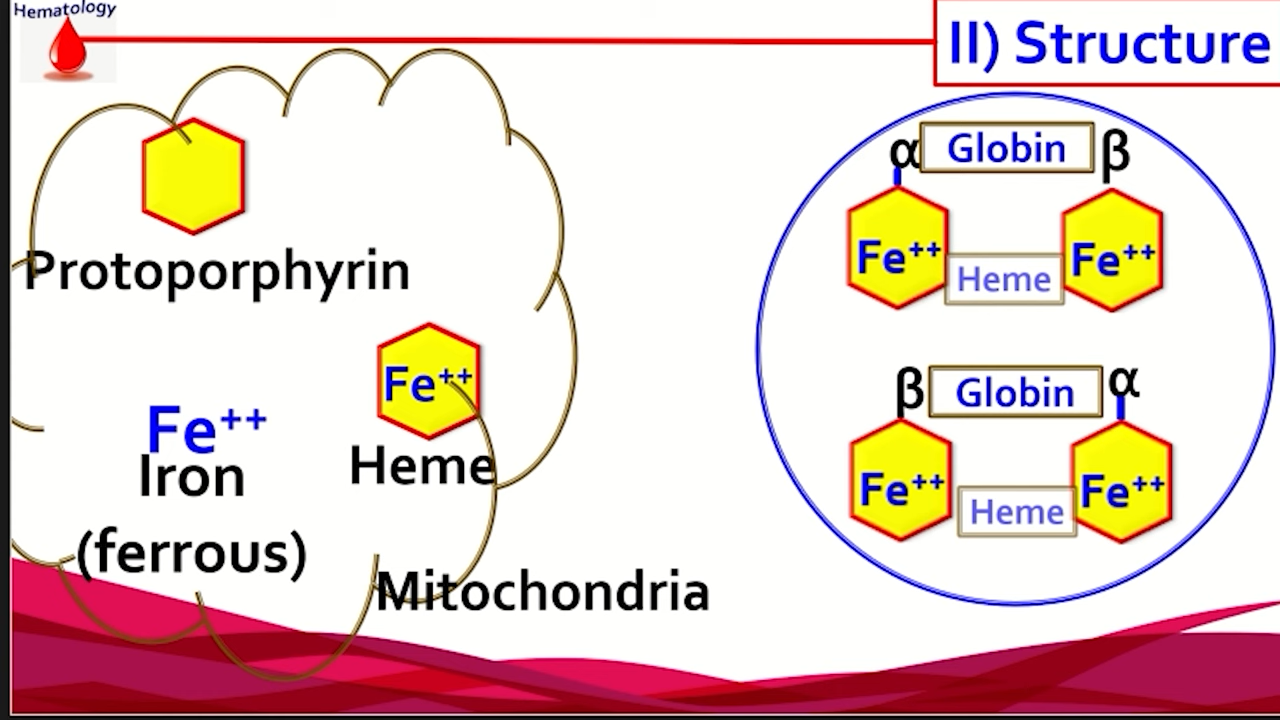 Hematology
II) Structure
Protoporphyrin
Fe++
Iron
(ferrous)
Fe++
Heme
Mitochondria
α Globin β
Fe++ Heme Fe++
β Globin α
Fe++ Heme Fe++